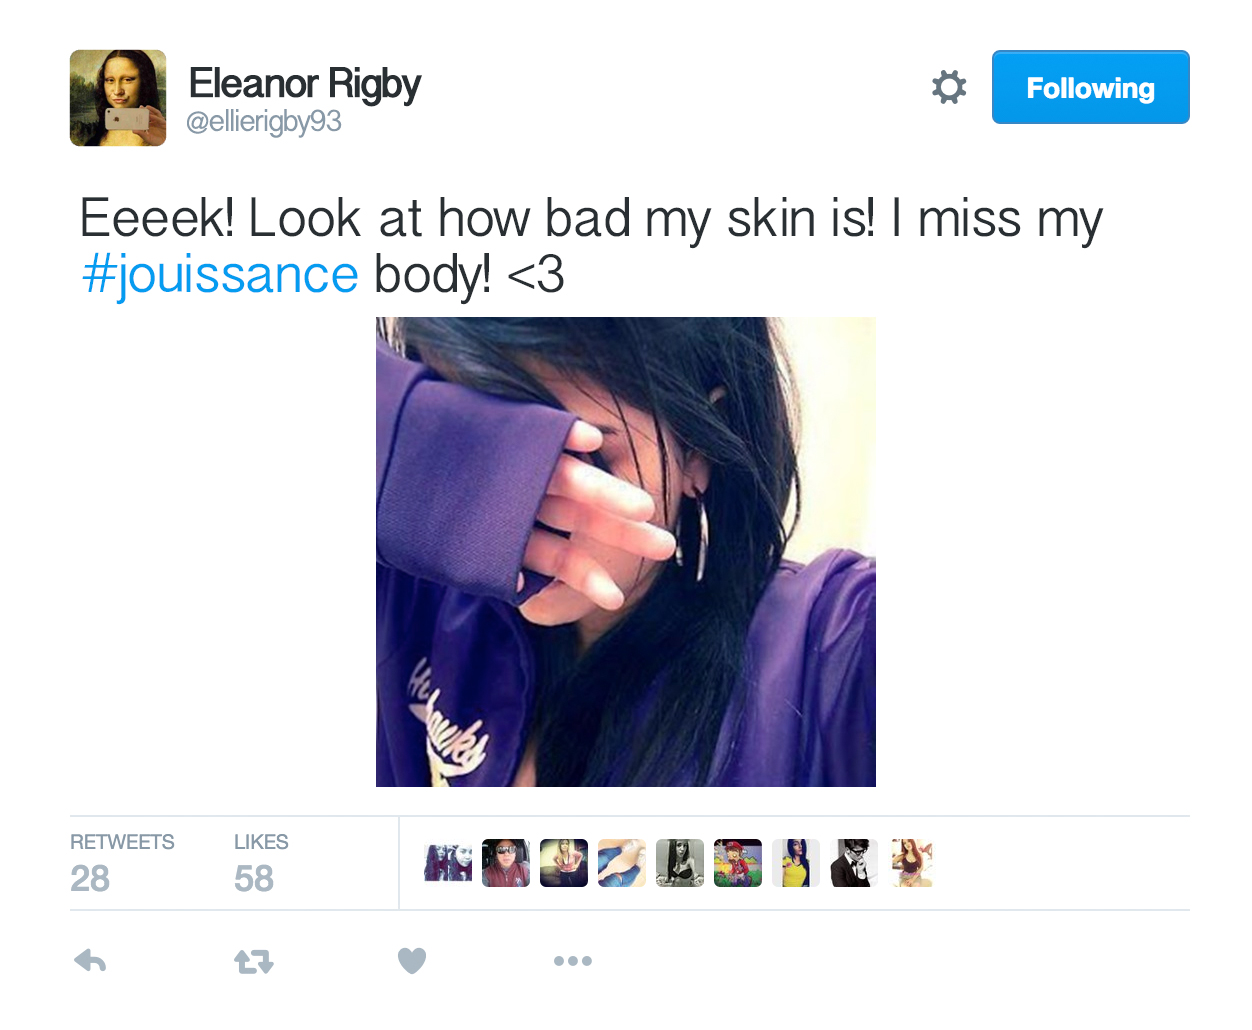 Eleanor Rigby
@ellierigby93
Following
Eeeek! Look at how bad my skin is! I miss my
#jouissance body! <3
RETWEETS
28
LIKES
58